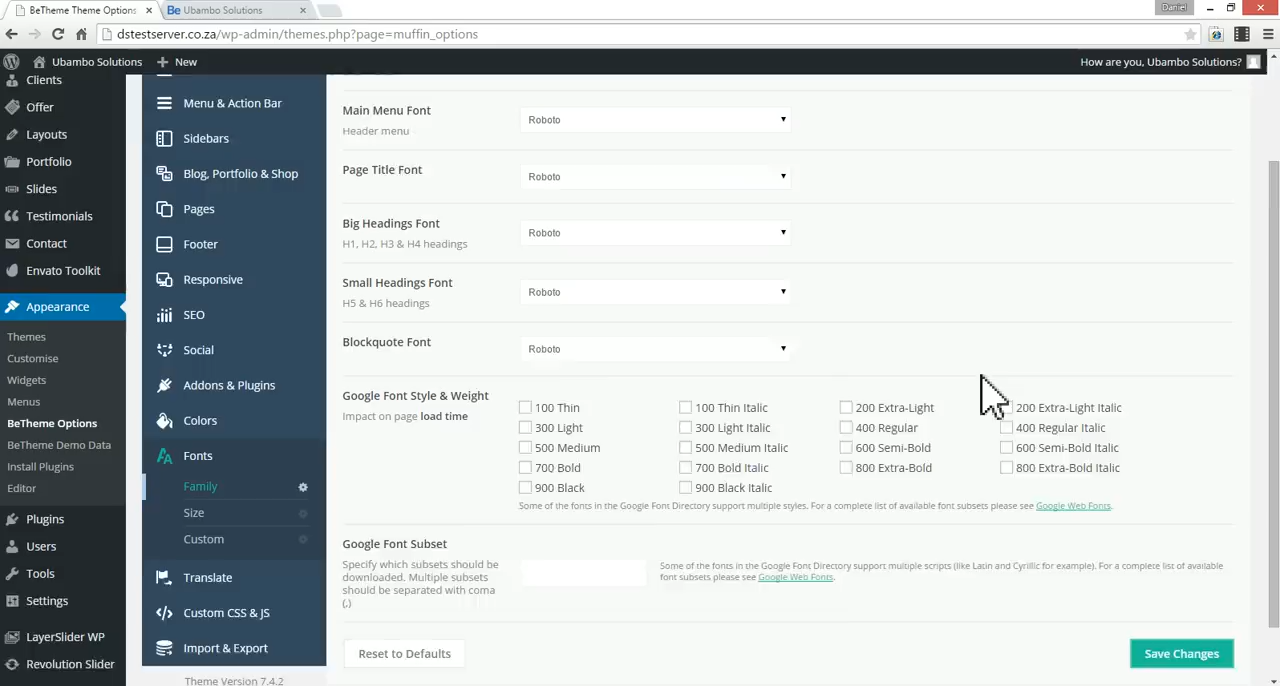 BeTheme Theme Options
Ubambo Solutions
Daniel
dstestserver.co.za/wp-admin/themes.php?page=muffin_options
Ubambo Solutions
New
How are you, Ubambo Solutions?
Clients
Offer
Layouts
Portfolio
Slides
Testimonials
Contact
Envato Toolkit
Appearance
Themes
Customise
Widgets
Menus
BeTheme Options
BeTheme Demo Data
Install Plugins
Editor
Plugins
Users
Tools
Settings
LayerSlider WP
Revolution Slider
Menu & Action Bar
Sidebars
Blog, Portfolio & Shop
Pages
Footer
Responsive
SEO
Social
Addons & Plugins
Colors
Fonts
Family
Size
Custom
Translate
Custom CSS & JS
Import & Export
Theme Version 7.4.2
Main Menu Font
Header menu
Roboto
Page Title Font
Roboto
Big Headings Font
H1, H2, H3 & H4 headings
Roboto
Small Headings Font
H5 & H6 headings
Roboto
Blockquote Font
Roboto
Google Font Style & Weight
Impact on page load time
100 Thin 100 Thin Italic 200 Extra-Light 200 Extra-Light Italic
300 Light 300 Light Italic 400 Regular 400 Regular Italic
500 Medium 500 Medium Italic 600 Semi-Bold 600 Semi-Bold Italic
700 Bold 700 Bold Italic 800 Extra-Bold 800 Extra-Bold Italic
900 Black 900 Black Italic
Some of the fonts in the Google Font Directory support multiple styles. For a complete list of available font subsets please see Google Web Fonts.
Google Font Subset
Specify which subsets should be
downloaded. Multiple subsets
should be separated with coma
(,)
Some of the fonts in the Google Font Directory support multiple scripts (like Latin and Cyrillic for example). For a complete list of available
font subsets please see Google Web Fonts.
Reset to Defaults
Save Changes